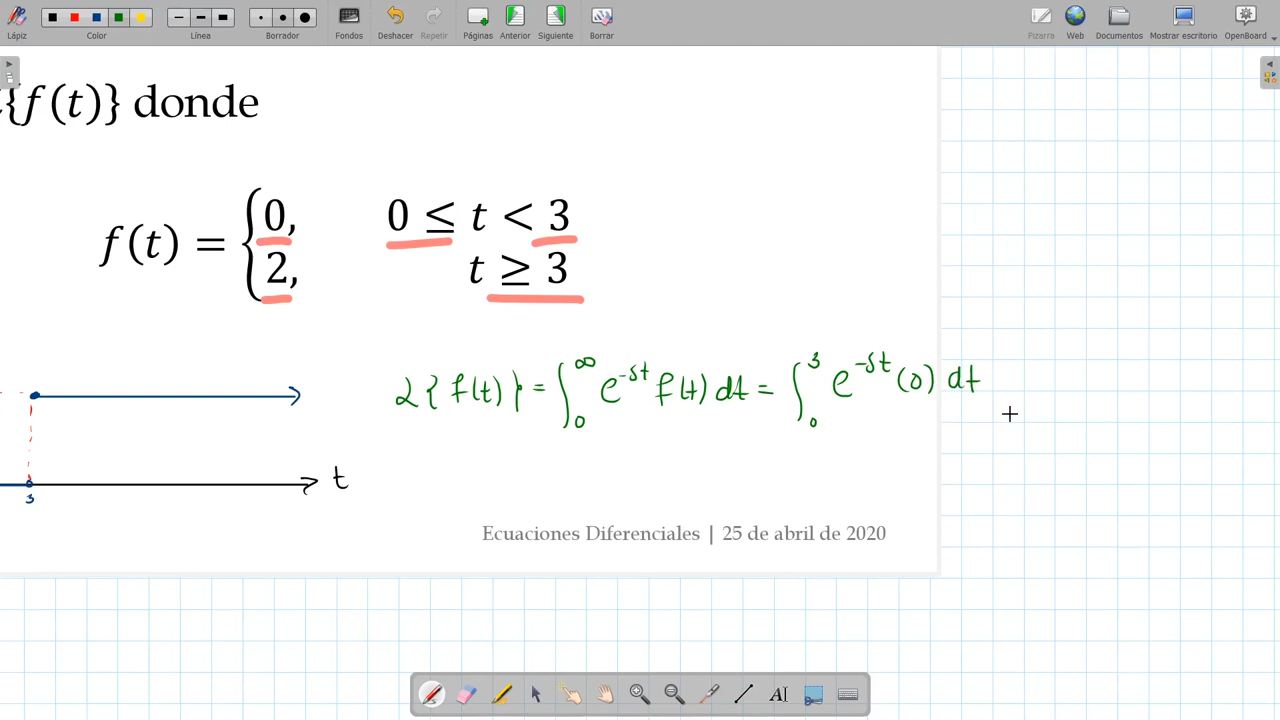 Lápiz Color Línea Borrador Fondos Deshacer Repetir Páginas Anterior Siguiente Borrar Pizarra Web Documentos Mostrar escritorio OpenBoard
{f(t)} donde
f(t) = { 0, 0 ≤ t < 3
2, t ≥ 3
ℒ{f(t)} = ∫₀^∞ e^{-st} f(t) dt = ∫₀^3 e^{-st} (0) dt
t
3
Ecuaciones Diferenciales | 25 de abril de 2020